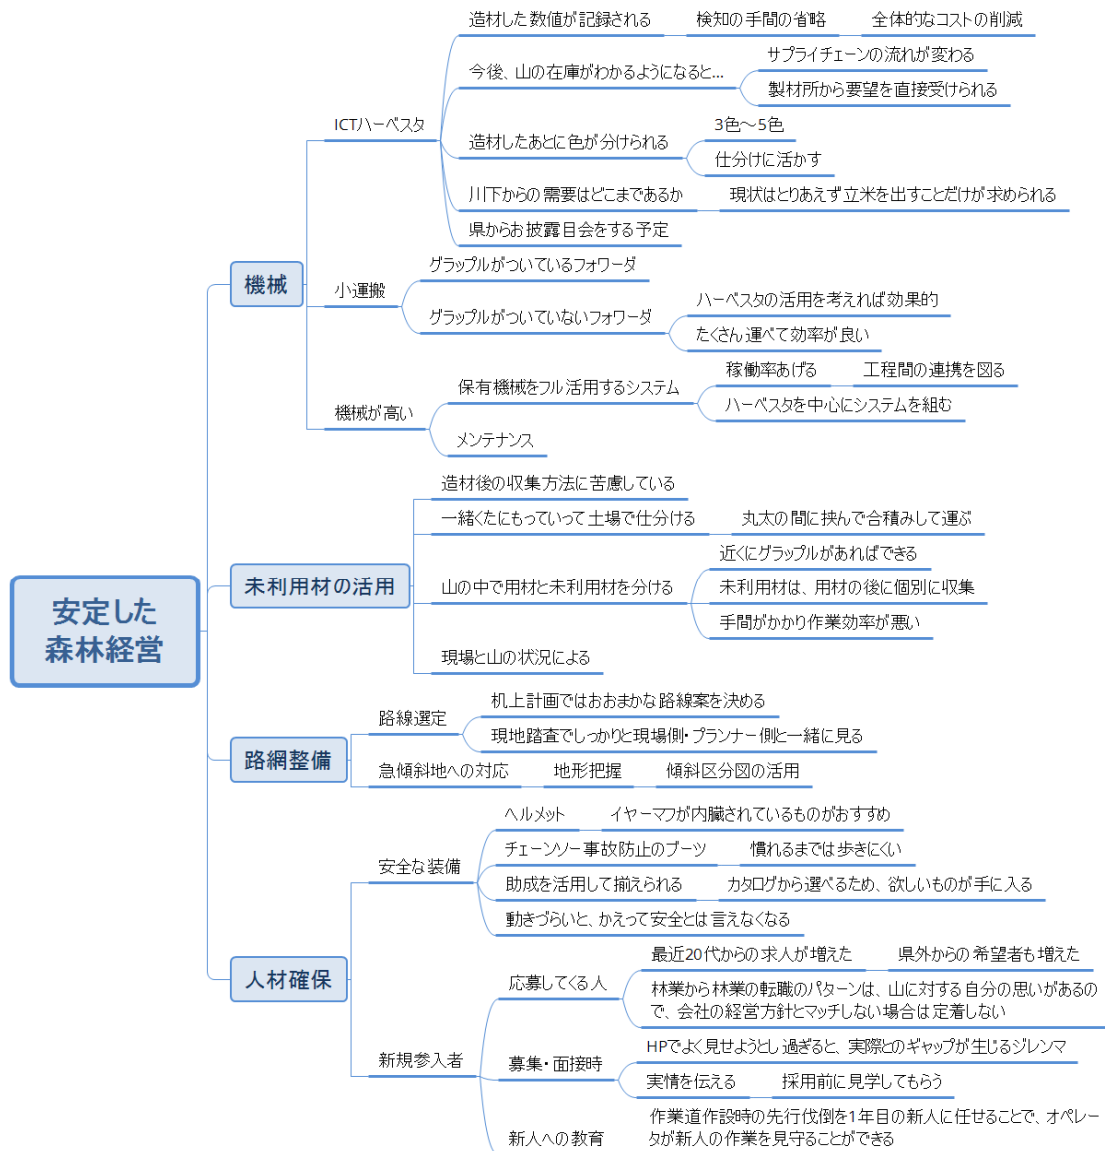 安定した
森林経営
機械
ICTハーベスタ
造材した数値が記録される
検知の手間の省略
全体的なコストの削減
今後、山の在庫がわかるようになると...
サプライチェーンの流れが変わる
製材所から要望を直接受けられる
造材したあとに色が分けられる
3色～5色
仕分けに活かす
川下からの需要はどこまであるか
現状はとりあえず立米を出すことだけが求められる
県からお披露目会をする予定
小運搬
グラップルがついているフォワーダ
グラップルがついていないフォワーダ
ハーベスタの活用を考えれば効果的
たくさん運べて効率が良い
機械が高い
保有機械をフル活用するシステム
稼働率あげる
工程間の連携を図る
ハーベスタを中心にシステムを組む
メンテナンス
未利用材の活用
造材後の収集方法に苦慮している
一緒くたにもっていって土場で仕分ける
丸太の間に挟んで合積みして運ぶ
山の中で用材と未利用材を分ける
近くにグラップルがあればできる
未利用材は、用材の後に個別に収集
手間がかかり作業効率が悪い
現場と山の状況による
路網整備
路線選定
机上計画ではおおまかな路線案を決める
現地踏査でしっかりと現場側・プランナー側と一緒に見る
急傾斜地への対応
地形把握
傾斜区分図の活用
人材確保
安全な装備
ヘルメット
イヤーマフが内臓されているものがおすすめ
チェーンソー事故防止のブーツ
慣れるまでは歩きにくい
助成を活用して揃えられる
カタログから選べるため、欲しいものが手に入る
動きづらいと、かえって安全とは言えなくなる
新規参入者
応募してくる人
最近20代からの求人が増えた
県外からの希望者も増えた
林業から林業の転職のパターンは、山に対する自分の思いがあるの
で、会社の経営方針とマッチしない場合は定着しない
募集・面接時
HPでよく見せようとし過ぎると、実際とのギャップが生じるジレンマ
実情を伝える
採用前に見学してもらう
新人への教育
作業道作設時の先行伐倒を1年目の新人に任せることで、オペレー
タが新人の作業を見守ることができる